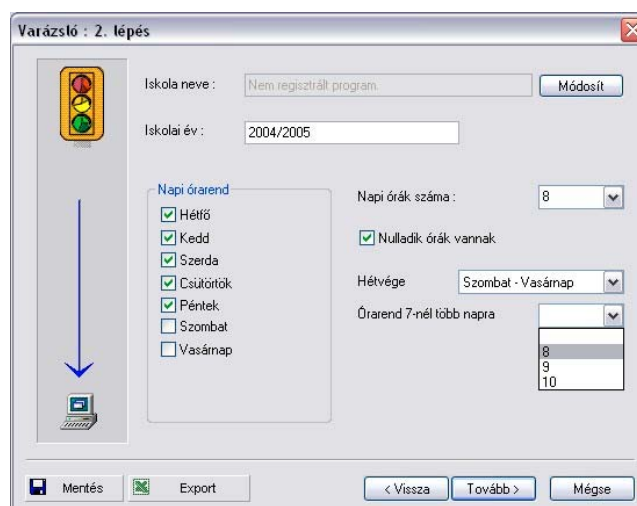 Varázsló : 2. lépés
Iskola neve :
Nem regisztrált program.
Módosít
Iskolai év :
2004/2005
Napi órarend
Hétfő
Kedd
Szerda
Csütörtök
Péntek
Szombat
Vasárnap
Napi órák száma :
8
Nulladik órák vannak
Hétvége
Szombat - Vasárnap
Órarend 7-nél több napra
8
9
10
Mentés
Export
< Vissza
Tovább >
Mégse